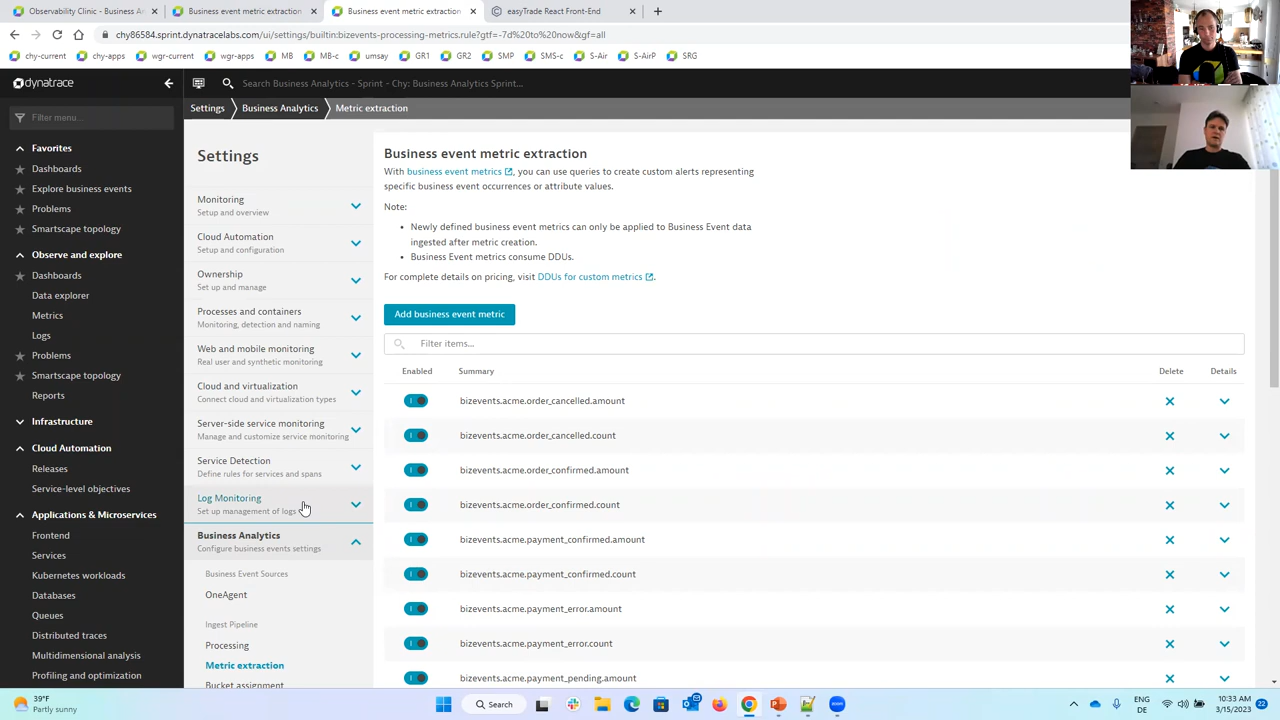 Observability Clinic - Business A
Business event metric extraction
Business event metric extraction
easyTrade React Front-End
chy86584.sprint.dynatracelabs.com/ui/settings/builtin:bizevents-processing-metrics.rule?gtf=-7d%20to%20now&gf=all
chy-current
chy-apps
wgr-current
wgr-apps
MB
MB-c
umsay
GR1
GR2
SMP
SMP-c
S-Air
S-AirP
SRG
dynatrace
Search Business Analytics - Sprint - Chy: Business Analytics Sprint...
Filter menu...
Favorites
Dashboards
Explore business events
Problems
Smartscape topology
Observe and explore
Dashboards
Data explorer
Metrics
Logs
Problems
Smartscape topology
Reports
Infrastructure
Cloud Automation
Releases
Service-level objectives
Applications & Microservices
Frontend
Services
Kubernetes workloads
Databases
Queues
Distributed traces
Multidimensional analysis
Profiling and optimization
Settings
Business Analytics
Metric extraction
Settings
Monitoring
Setup and overview
Cloud Automation
Setup and configuration
Ownership
Set up and manage
Processes and containers
Monitoring, detection and naming
Web and mobile monitoring
Real user and synthetic monitoring
Cloud and virtualization
Connect cloud and virtualization types
Server-side service monitoring
Manage and customize service monitoring
Service Detection
Define rules for services and spans
Log Monitoring
Set up management of logs
Business Analytics
Configure business events settings
Business Event Sources
OneAgent
Ingest Pipeline
Processing
Metric extraction
Bucket assignment
Business event metric extraction
With business event metrics, you can use queries to create custom alerts representing
specific business event occurrences or attribute values.
Note:
• Newly defined business event metrics can only be applied to Business Event data
ingested after metric creation.
• Business Event metrics consume DDUs.
For complete details on pricing, visit DDUs for custom metrics.
Add business event metric
Filter items...
Enabled Summary Delete Details
bizevents.acme.order_cancelled.amount
bizevents.acme.order_cancelled.count
bizevents.acme.order_confirmed.amount
bizevents.acme.order_confirmed.count
bizevents.acme.payment_confirmed.amount
bizevents.acme.payment_confirmed.count
bizevents.acme.payment_error.amount
bizevents.acme.payment_error.count
bizevents.acme.payment_pending.amount
39°F
Partly sunny
Search
ENG
DE
10:33 AM
3/15/2023
22